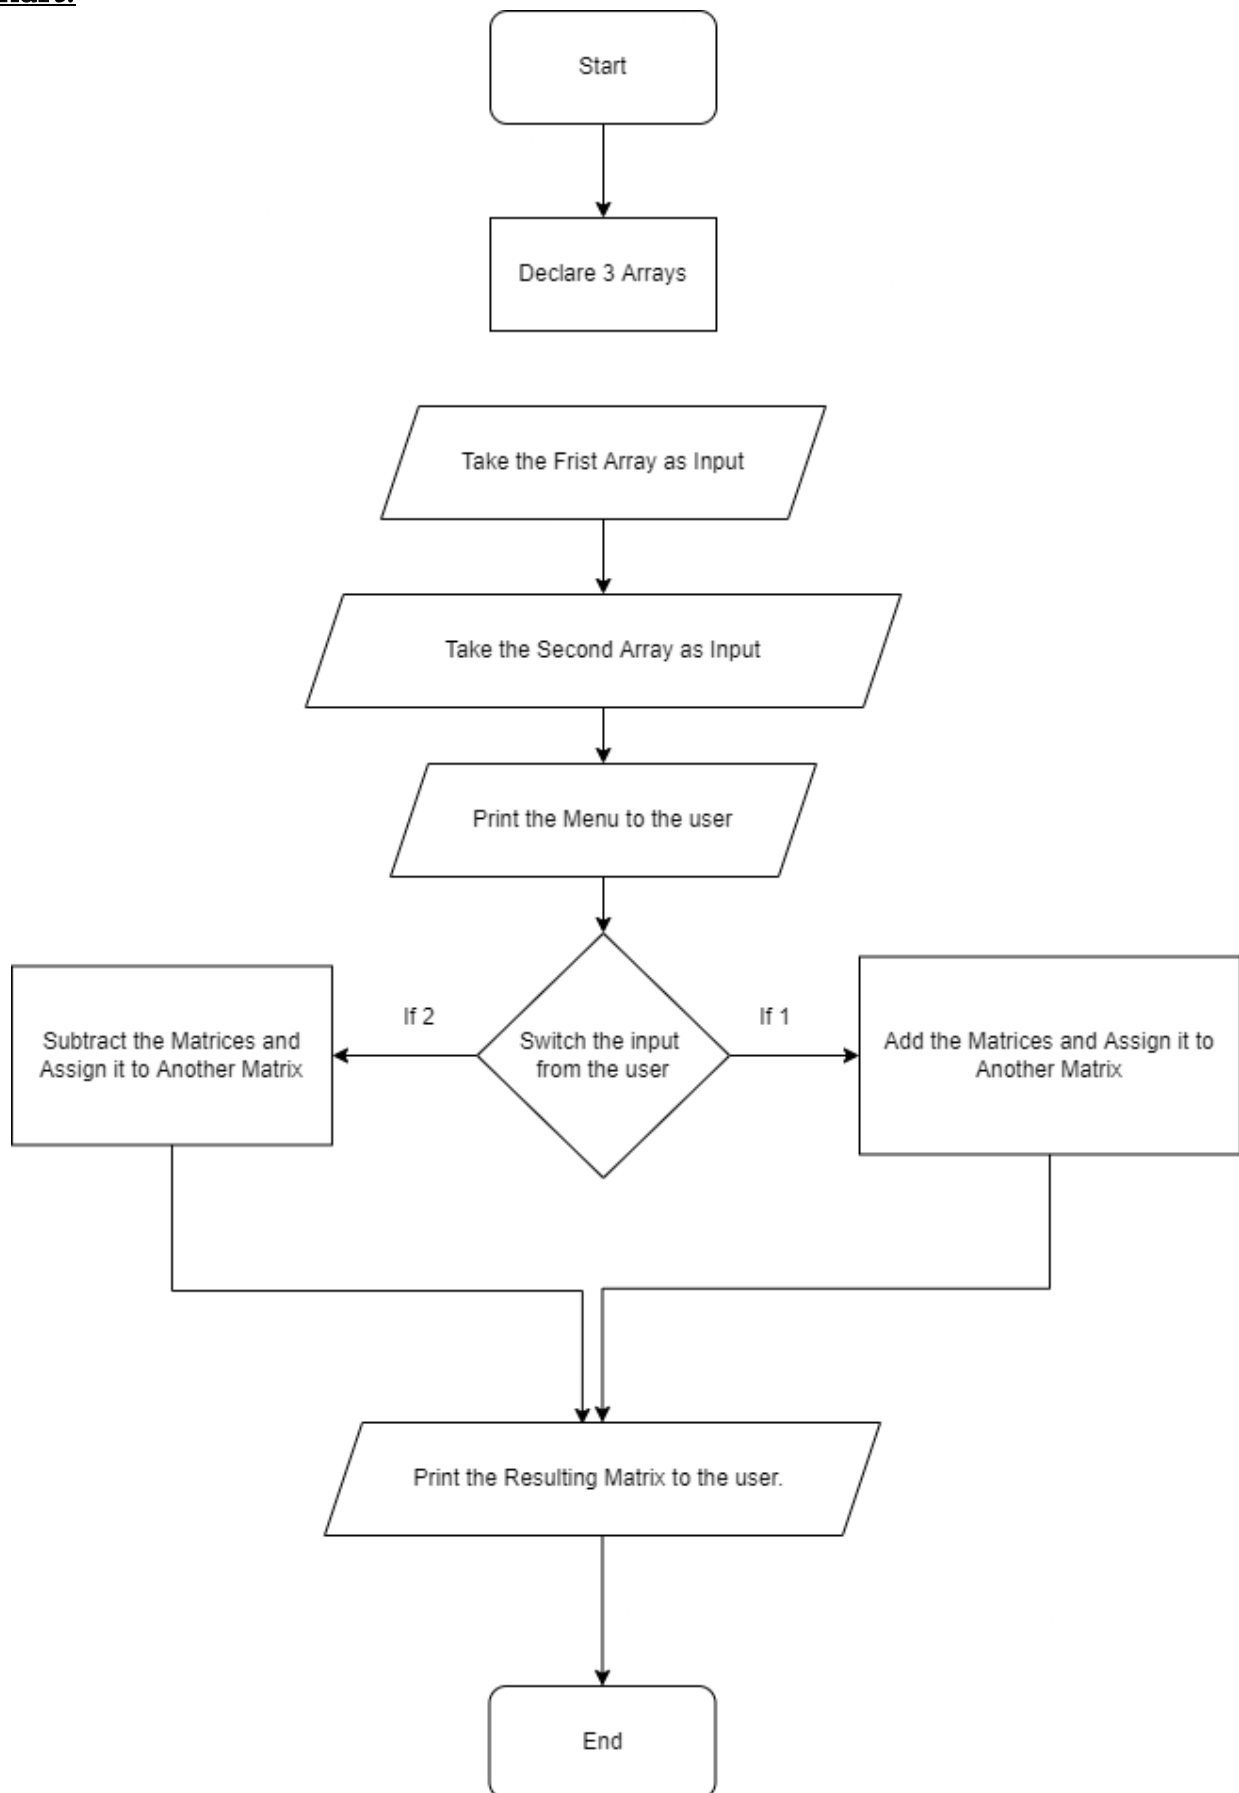 Start
Declare 3 Arrays
Take the Frist Array as Input
Take the Second Array as Input
Print the Menu to the user
If 2
If 1
Subtract the Matrices and
Assign it to Another Matrix
Switch the input
from the user
Add the Matrices and Assign it to
Another Matrix
Print the Resulting Matrix to the user.
End